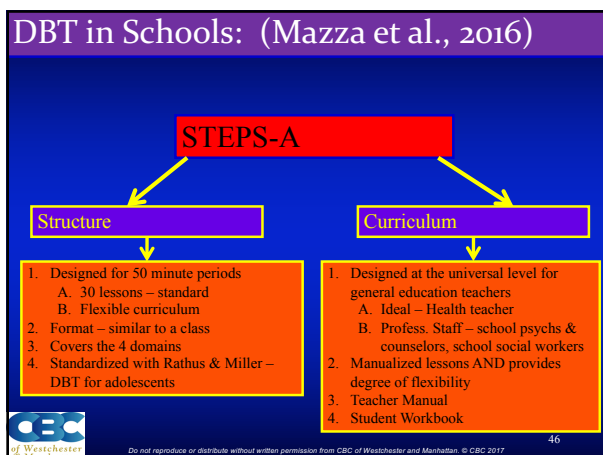 DBT in Schools: (Mazza et al., 2016)
STEPS-A
Structure
1. Designed for 50 minute periods
A. 30 lessons – standard
B. Flexible curriculum
2. Format – similar to a class
3. Covers the 4 domains
4. Standardized with Rathus & Miller –
DBT for adolescents
Curriculum
1. Designed at the universal level for
general education teachers
A. Ideal – Health teacher
B. Profess. Staff – school psychs &
counselors, school social workers
2. Manualized lessons AND provides
degree of flexibility
3. Teacher Manual
4. Student Workbook
CBC
of Westchester
46
Do not reproduce or distribute without written permission from CBC of Westchester and Manhattan. © CBC 2017